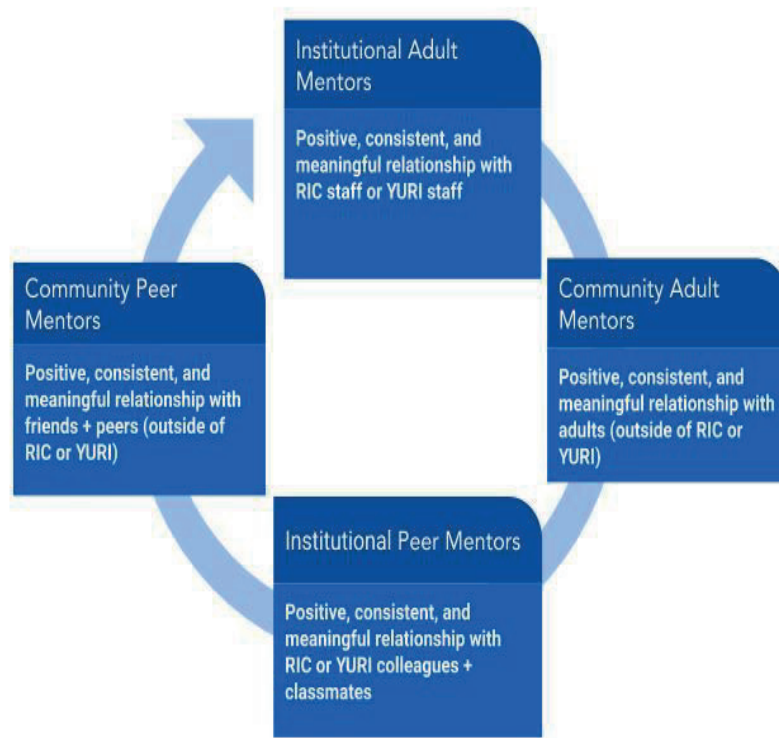 Institutional Adult
Mentors
Positive, consistent, and
meaningful relationship with
RIC staff or YURI staff
Community Adult
Mentors
Positive, consistent, and
meaningful relationship with
adults (outside of RIC or
YURI)
Institutional Peer Mentors
Positive, consistent, and
meaningful relationship with
RIC or YURI colleagues +
classmates
Community Peer
Mentors
Positive, consistent, and
meaningful relationship with
friends + peers (outside of
RIC or YURI)